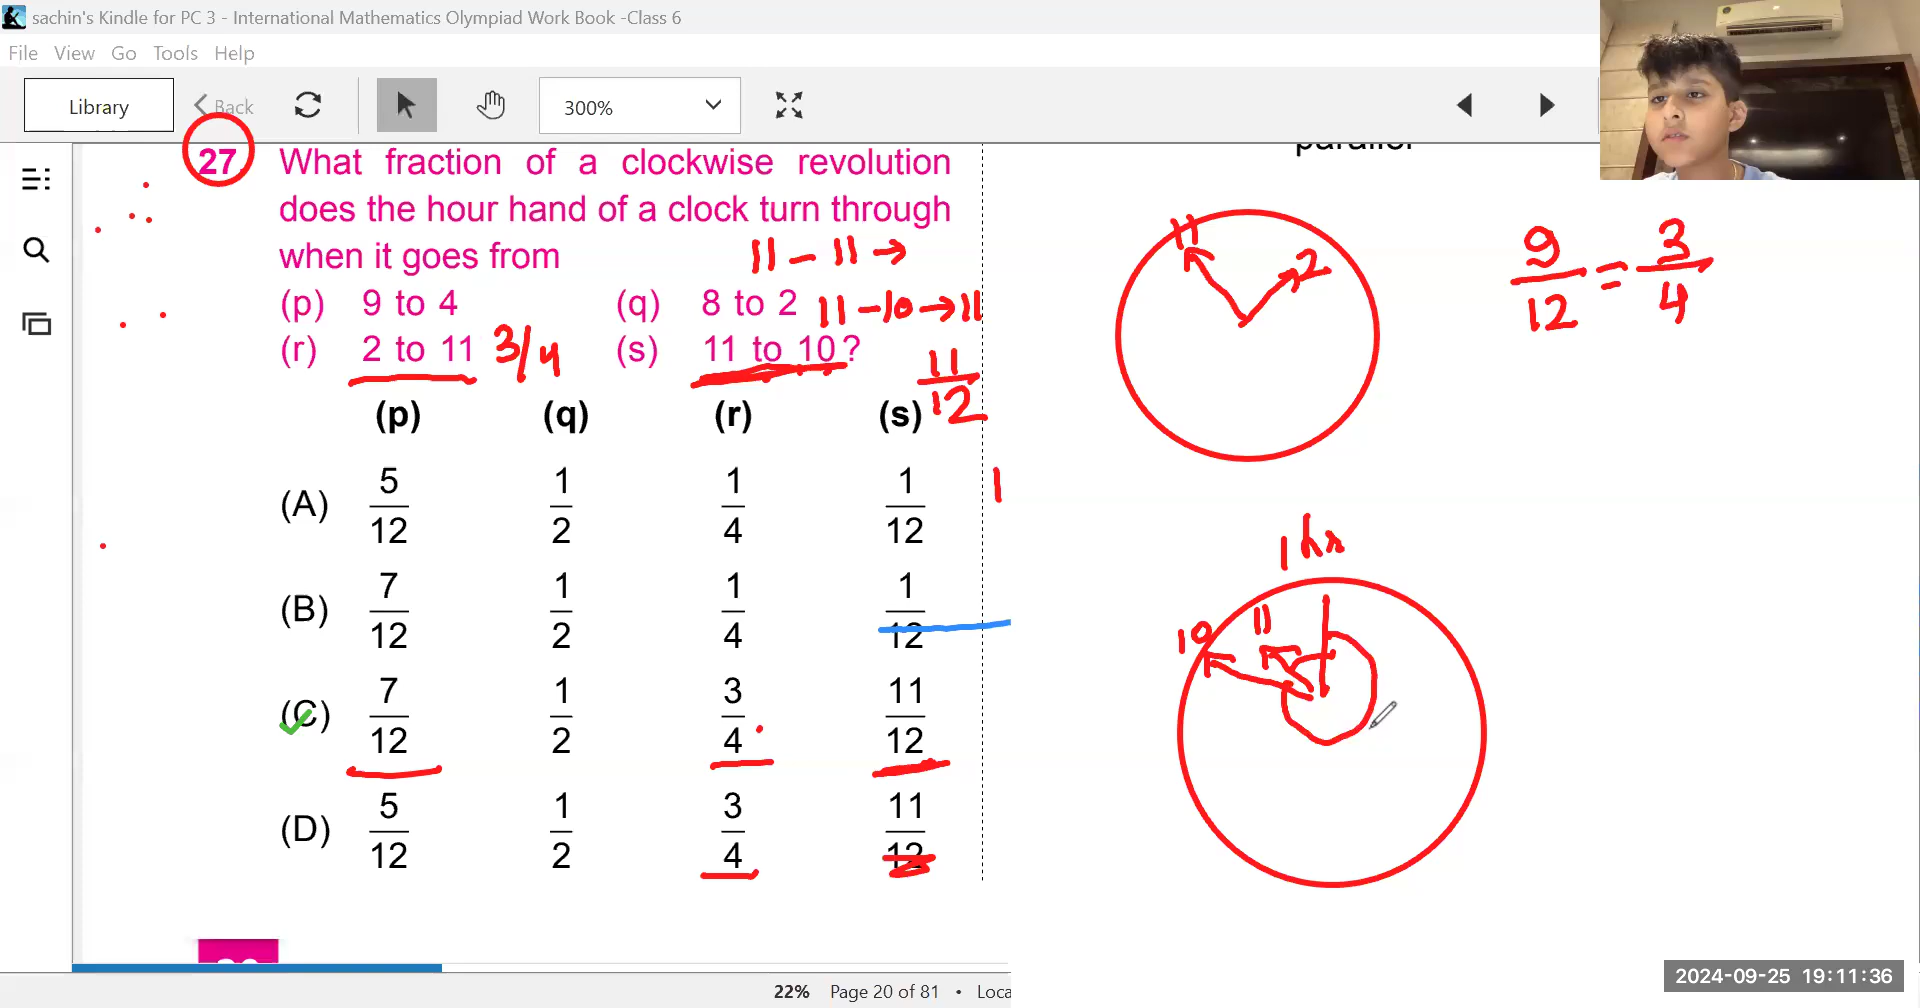 sachin's Kindle for PC 3 - International Mathematics Olympiad Work Book -Class 6
File View Go Tools Help
Library Back 300%
27. What fraction of a clockwise revolution
does the hour hand of a clock turn through
when it goes from 11 - 11 →
(p) 9 to 4 (q) 8 to 2 11 - 10 → 11
(r) 2 to 11 3/4 (s) 11 to 10? 11/12
(p) (q) (r) (s)
(A) 5/12 1/2 1/4 1/12 1
(B) 7/12 1/2 1/4 1/12
(C) 7/12 1/2 3/4 11/12
(D) 5/12 1/2 3/4 11/12
11 2
9/12 = 3/4
1 hr
10 11
2024-09-25 19:11:36
22% Page 20 of 81 •